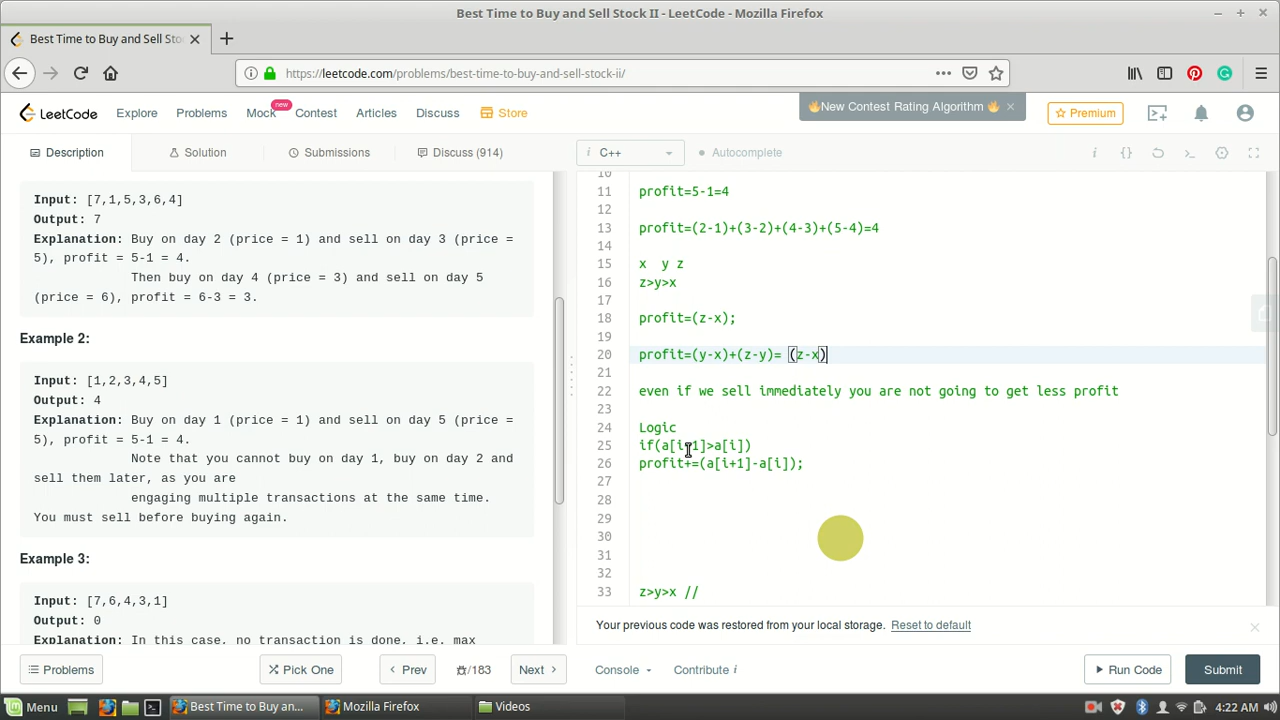 Best Time to Buy and Sell Stock II - LeetCode - Mozilla Firefox
Best Time to Buy and Sell Sto
https://leetcode.com/problems/best-time-to-buy-and-sell-stock-ii/
new
LeetCode Explore Problems Mock Contest Articles Discuss Store
🔥New Contest Rating Algorithm 🔥 ×
Premium
Description Solution Submissions Discuss (914)
i C++ Autocomplete
Input: [7,1,5,3,6,4]
Output: 7
Explanation: Buy on day 2 (price = 1) and sell on day 3 (price =
5), profit = 5-1 = 4.
Then buy on day 4 (price = 3) and sell on day 5
(price = 6), profit = 6-3 = 3.
Example 2:
Input: [1,2,3,4,5]
Output: 4
Explanation: Buy on day 1 (price = 1) and sell on day 5 (price =
5), profit = 5-1 = 4.
Note that you cannot buy on day 1, buy on day 2 and
sell them later, as you are
engaging multiple transactions at the same time.
You must sell before buying again.
Example 3:
Input: [7,6,4,3,1]
Output: 0
Explanation: In this case, no transaction is done, i.e. max
10
11 profit=5-1=4
12
13 profit=(2-1)+(3-2)+(4-3)+(5-4)=4
14
15 x y z
16 z>y>x
17
18 profit=(z-x);
19
20 profit=(y-x)+(z-y)= (z-x)
21
22 even if we sell immediately you are not going to get less profit
23
24 Logic
25 if(a[i+1]>a[i])
26 profit+=(a[i+1]-a[i]);
27
28
29
30
31
32
33 z>y>x //
Your previous code was restored from your local storage. Reset to default
Problems Pick One Prev /183 Next Console Contribute i Run Code Submit
Menu Best Time to Buy an... Mozilla Firefox Videos 4:22 AM